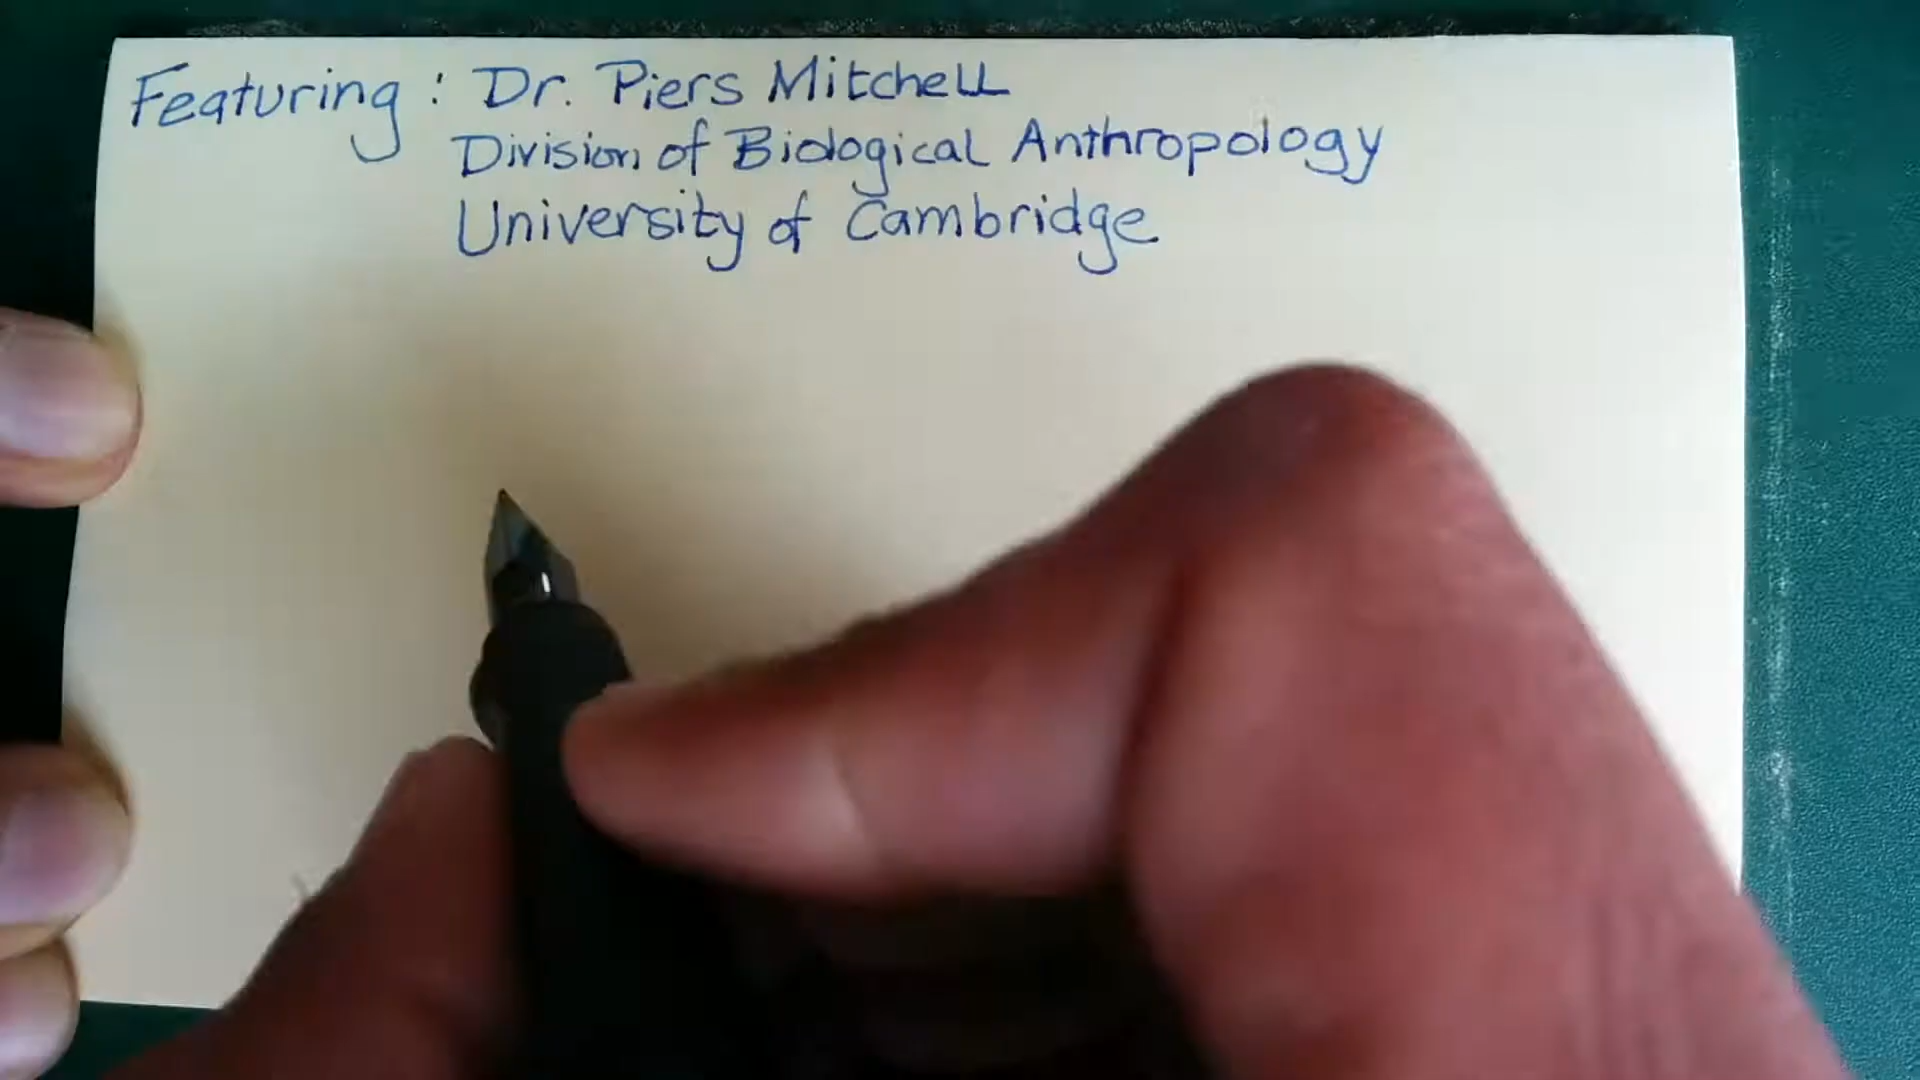 Featuring: Dr. Piers Mitchell
Division of Biological Anthropology
University of Cambridge